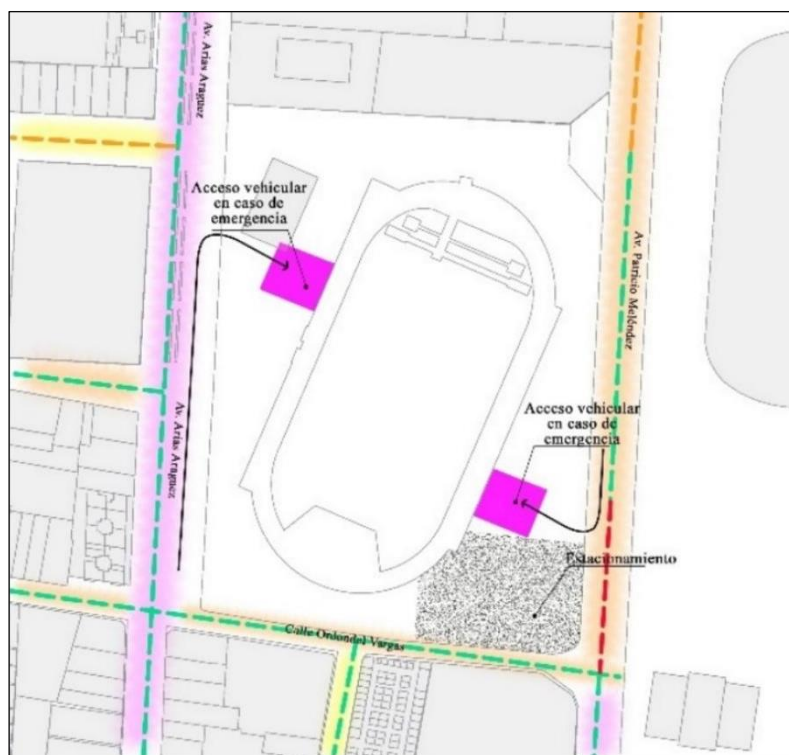 Av. Arias Araguez
Acceso vehicular
en caso de
emergencia
Av. Patricio Meléndez
Av. Arias Araguez
Acceso vehicular
en caso de
emergencia
Estacionamiento
Calle Ordondel Vargas